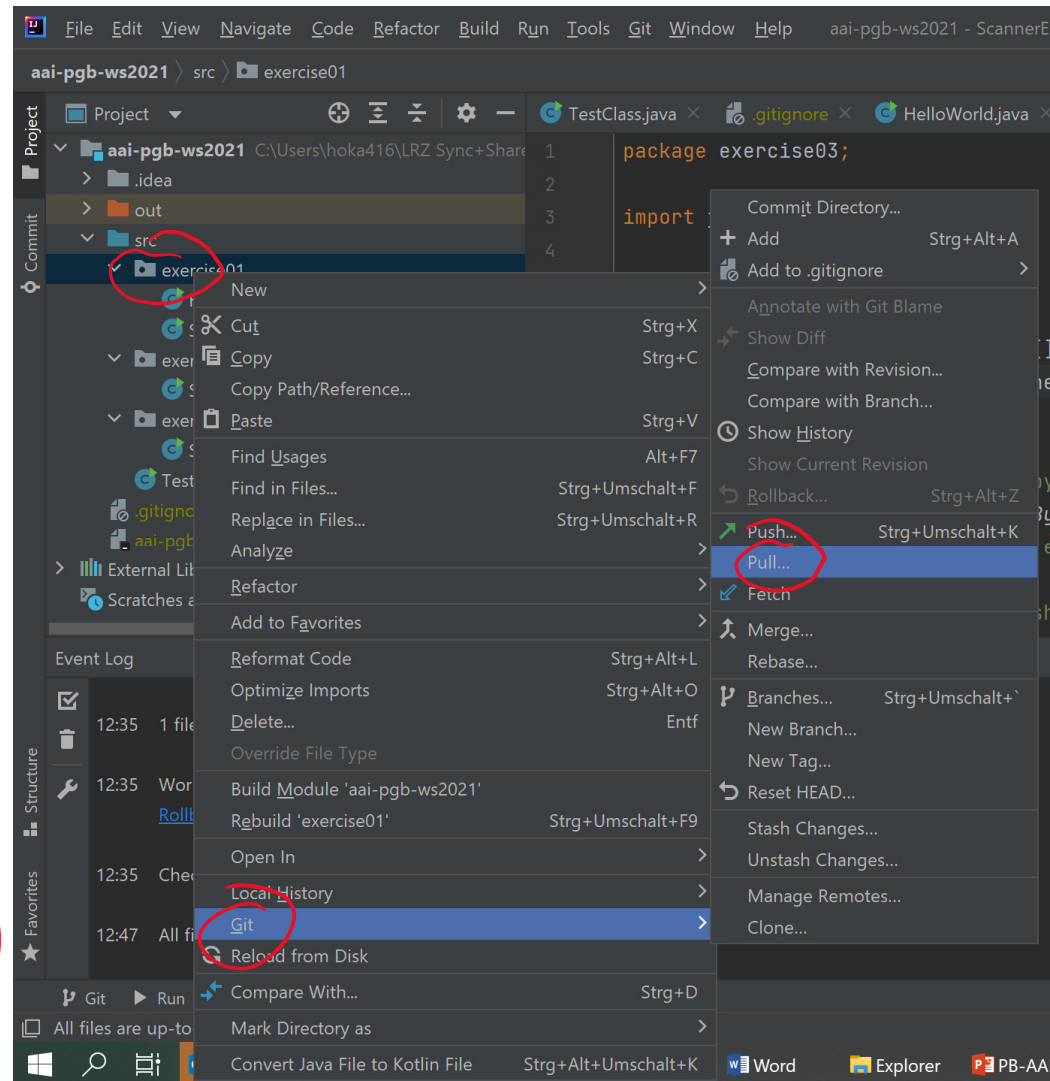 File Edit View Navigate Code Refactor Build Run Tools Git Window Help aai-pgb-ws2021 - ScannerE
aai-pgb-ws2021 src exercise01
Project
Project
TestClass.java .gitignore HelloWorld.java
aai-pgb-ws2021 C:\Users\hoka416\LRZ Sync+Share
.idea
out
src
exercise01
exer
exer
Test
.gitigno
aai-pgb
External Lib
Scratches a
Commit
1 package exercise03;
2
3 import
4
New
Cut Strg+X
Copy Strg+C
Copy Path/Reference...
Paste Strg+V
Find Usages Alt+F7
Find in Files... Strg+Umschalt+F
Replace in Files... Strg+Umschalt+R
Analyze
Refactor
Add to Favorites
Reformat Code Strg+Alt+L
Optimize Imports Strg+Alt+O
Delete... Entf
Override File Type
Build Module 'aai-pgb-ws2021'
Rebuild 'exercise01' Strg+Umschalt+F9
Open In
Local History
Git
Reload from Disk
Compare With... Strg+D
Mark Directory as
Convert Java File to Kotlin File Strg+Alt+Umschalt+K
Commit Directory...
Add Strg+Alt+A
Add to .gitignore
Annotate with Git Blame
Show Diff
Compare with Revision...
Compare with Branch...
Show History
Show Current Revision
Rollback... Strg+Alt+Z
Push... Strg+Umschalt+K
Pull...
Fetch
Merge...
Rebase...
Branches... Strg+Umschalt+`
New Branch...
New Tag...
Reset HEAD...
Stash Changes...
Unstash Changes...
Manage Remotes...
Clone...
Event Log
12:35 1 file
12:35 Wor
Rollb
12:35 Chec
12:47 All fi
Structure
Favorites
Git Run
All files are up-to
Word Explorer PB-AA